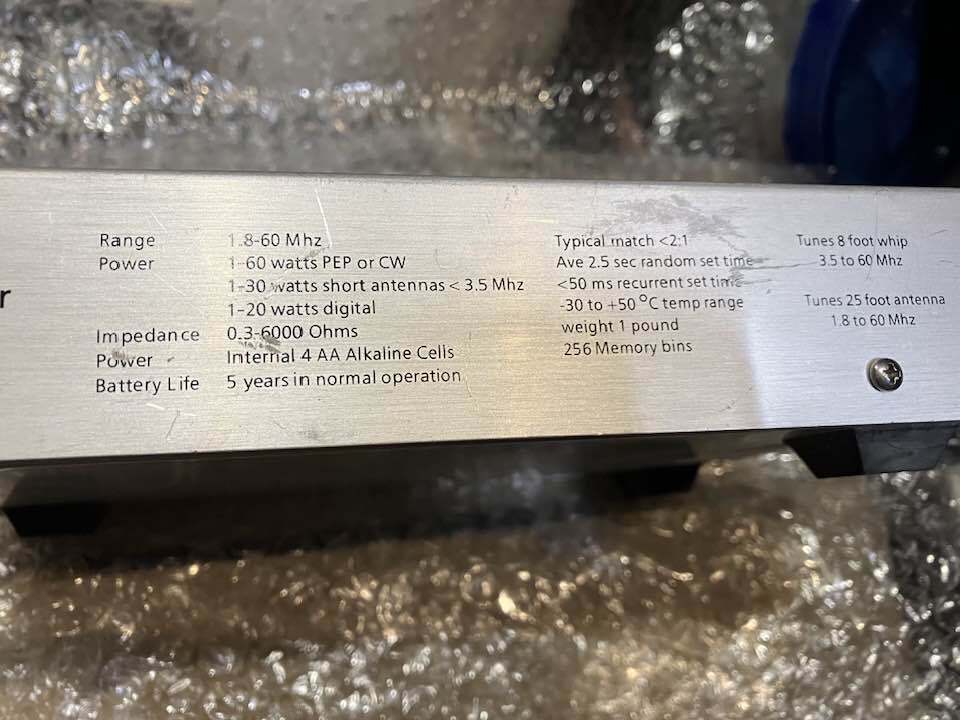 r
Range 1.8-60 Mhz
Power 1-60 watts PEP or CW
1-30 watts short antennas < 3.5 Mhz
1-20 watts digital
Impedance 0.3-6000 Ohms
Power Internal 4 AA Alkaline Cells
Battery Life 5 years in normal operation
Typical match <2:1
Ave 2.5 sec random set time
<50 ms recurrent set time
-30 to +50 °C temp range
weight 1 pound
256 Memory bins
Tunes 8 foot whip
3.5 to 60 Mhz
Tunes 25 foot antenna
1.8 to 60 Mhz